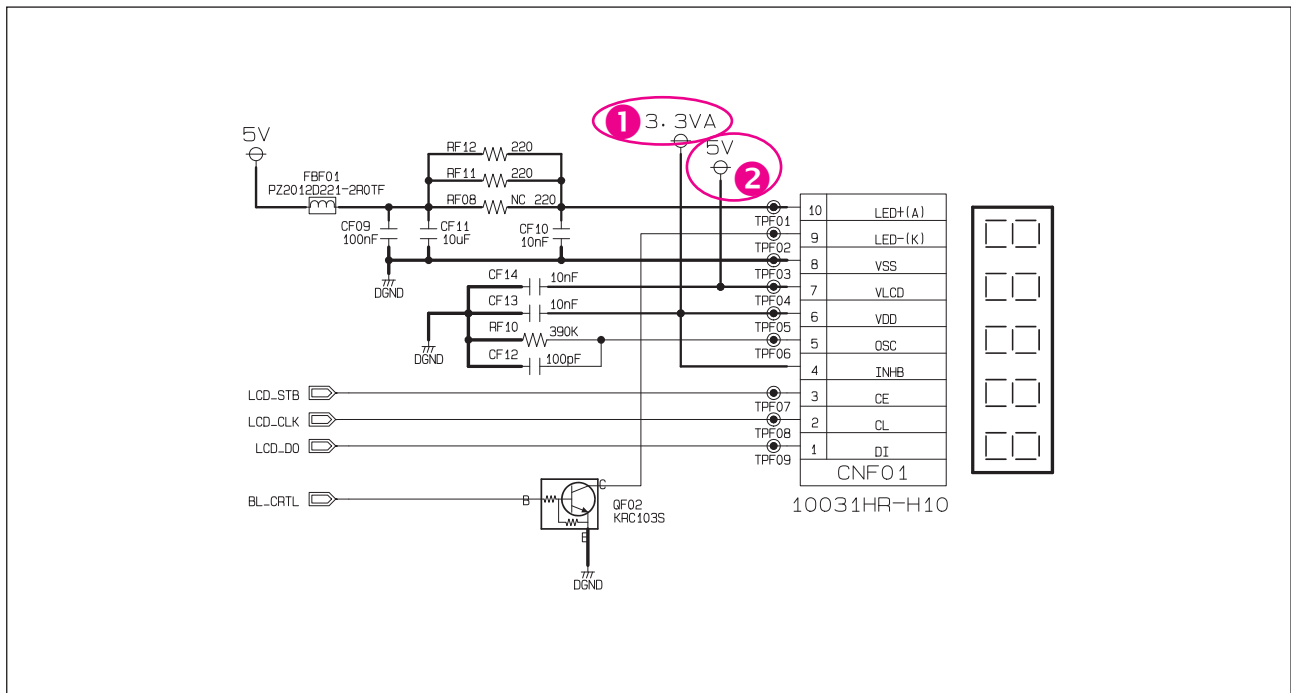 1 3.3VA
5V
2
5V
FBF01
PZ2012D221-2R0TF
RF12 220
RF11 220
RF08 NC 220
CF09
100nF
CF11
10uF
CF10
10nF
DGND
CF14 10nF
CF13 10nF
RF10 390K
CF12 100pF
DGND
TPF01
TPF02
TPF03
TPF04
TPF05
TPF06
TPF07
TPF08
TPF09
10 LED+(A)
9 LED-(K)
8 VSS
7 VLCD
6 VDD
5 OSC
4 INHB
3 CE
2 CL
1 DI
CNF01
10031HR-H10
LCD_STB
LCD_CLK
LCD_DO
BL_CRTL
B
C
E
QF02
KRC103S
DGND